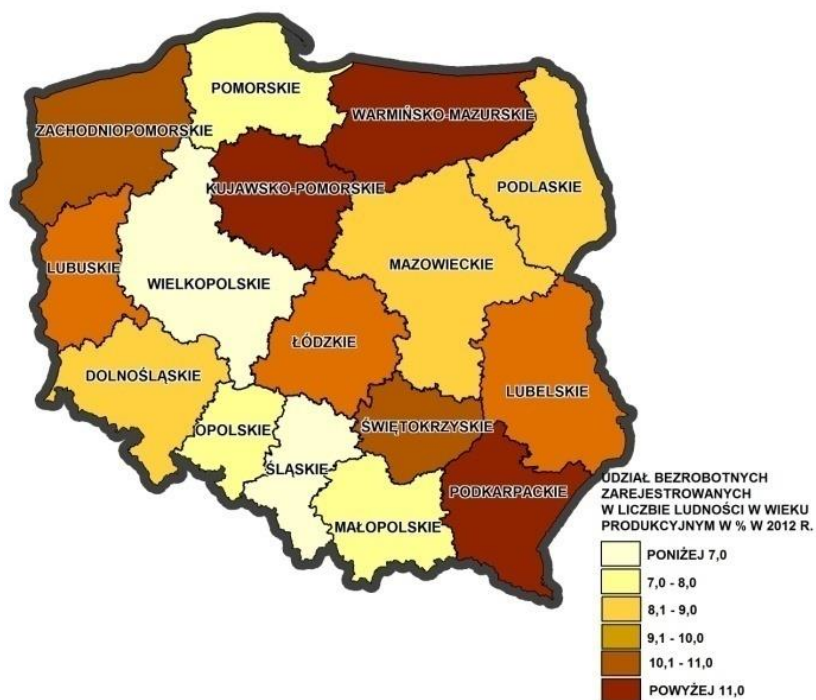 POMORSKIE
WARMIŃSKO-MAZURSKIE
ZACHODNIOPOMORSKIE
KUJAWSKO-POMORSKIE
PODLASKIE
LUBUSKIE
MAZOWIECKIE
WIELKOPOLSKIE
ŁÓDZKIE
DOLNOŚLĄSKIE
LUBELSKIE
OPOLSKIE
ŚWIĘTOKRZYSKIE
ŚLĄSKIE
PODKARPACKIE
MAŁOPOLSKIE
UDZIAŁ BEZROBOTNYCH
ZAREJESTROWANYCH
W LICZBIE LUDNOŚCI W WIEKU
PRODUKCYJNYM W % W 2012 R.
PONIŻEJ 7,0
7,0 - 8,0
8,1 - 9,0
9,1 - 10,0
10,1 - 11,0
POWYŻEJ 11,0